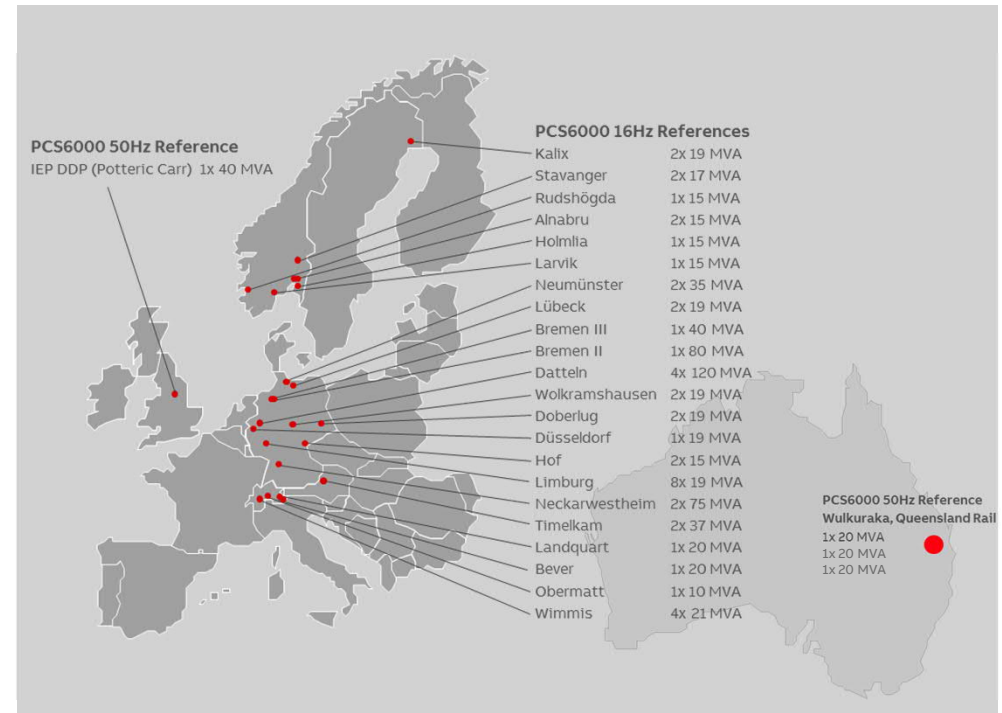 PCS6000 50Hz Reference
IEP DDP (Potteric Carr) 1x 40 MVA
PCS6000 16Hz References
Kalix 2x 19 MVA
Stavanger 2x 17 MVA
Rudshögda 1x 15 MVA
Alnabru 2x 15 MVA
Holmlia 1x 15 MVA
Larvik 1x 15 MVA
Neumünster 2x 35 MVA
Lübeck 2x 19 MVA
Bremen III 1x 40 MVA
Bremen II 1x 80 MVA
Datteln 4x 120 MVA
Wolkramshausen 2x 19 MVA
Doberlug 2x 19 MVA
Düsseldorf 1x 19 MVA
Hof 2x 15 MVA
Limburg 8x 19 MVA
Neckarwestheim 2x 75 MVA
Timelkam 2x 37 MVA
Landquart 1x 20 MVA
Bever 1x 20 MVA
Obermatt 1x 10 MVA
Wimmis 4x 21 MVA
PCS6000 50Hz Reference
Wulkuraka, Queensland Rail
1x 20 MVA
1x 20 MVA
1x 20 MVA